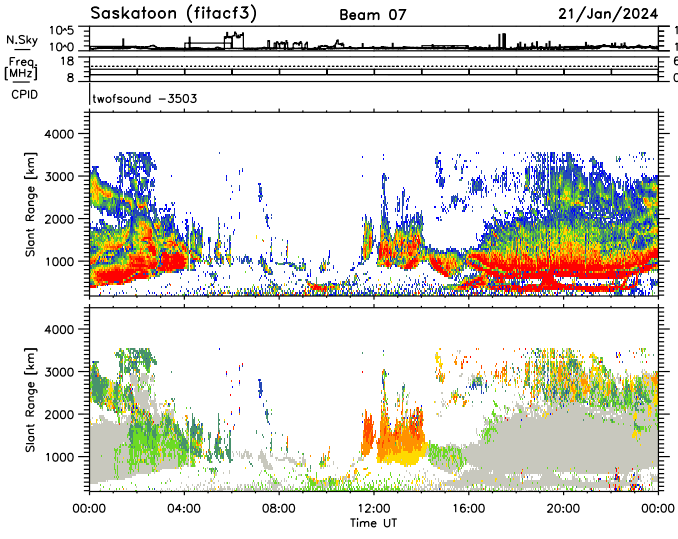 Saskatoon (fitacf3) Beam 07 21/Jan/2024
N.Sky 10^5 10^0
Freq. [MHz] 18 8
CPID twofsound -3503
Slant Range [km] 4000 3000 2000 1000
Slant Range [km] 4000 3000 2000 1000
00:00 04:00 08:00 12:00 16:00 20:00 00:00
Time UT